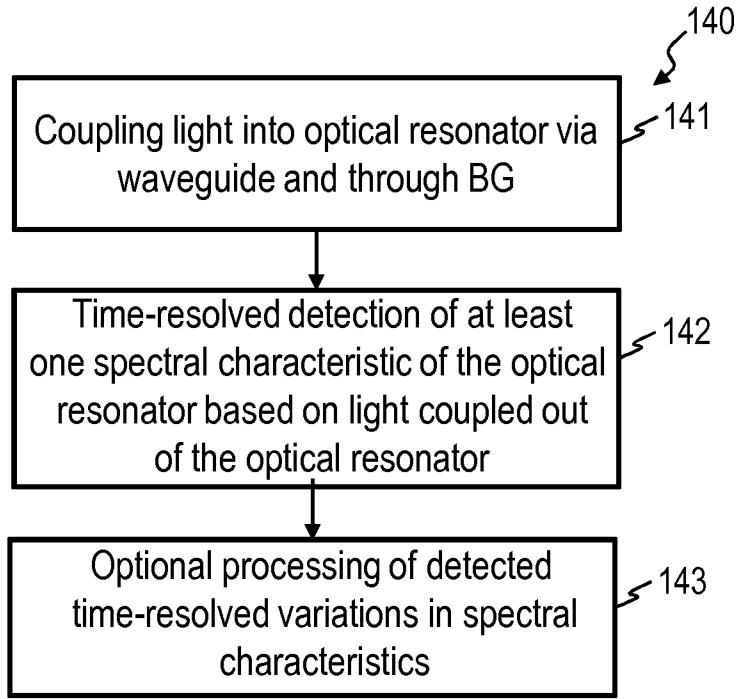 140
Coupling light into optical resonator via
waveguide and through BG
141
Time-resolved detection of at least
one spectral characteristic of the optical
resonator based on light coupled out
of the optical resonator
142
Optional processing of detected
time-resolved variations in spectral
characteristics
143